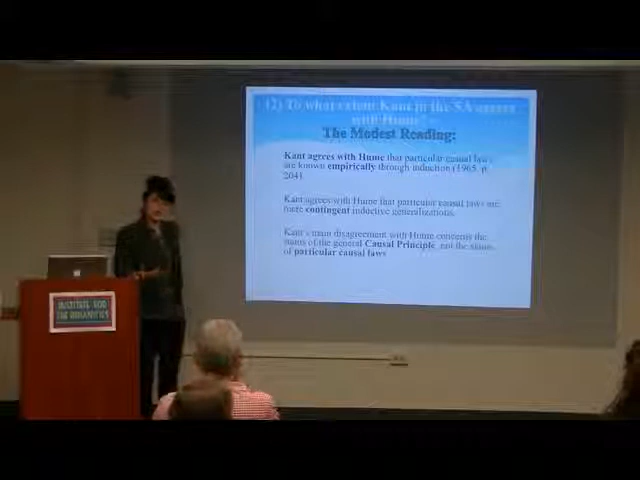 (2) To what extent Kant in the SA agrees
with Hume? –
The Modest Reading:
Kant agrees with Hume that particular causal laws
are known empirically through induction (1965, p.
204).
Kant agrees with Hume that particular causal laws are
mere contingent inductive generalizations.
Kant's main disagreement with Hume concerns the
status of the general Causal Principle, not the status
of particular causal laws
INSTITUTE FOR
THE HUMANITIES